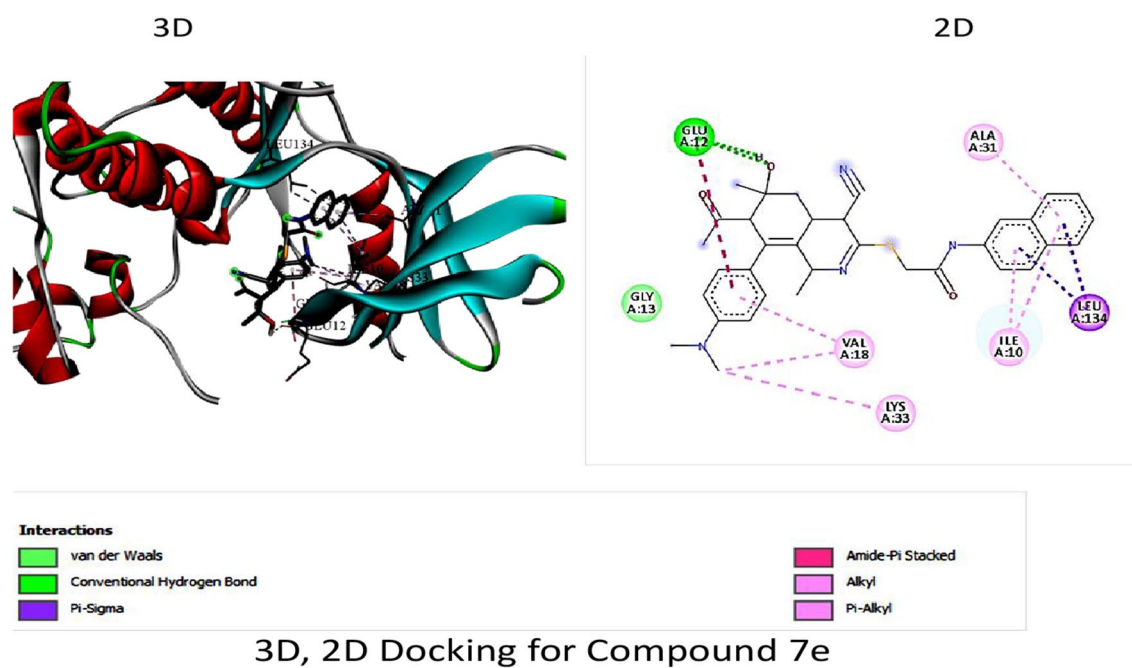 3D
2D
LEU134
GLU12
GLU
A:12
H
O
O
N
ALA
A:31
S
N
N
O
GLY
A:13
N
VAL
A:18
ILE
A:10
LEU
A:134
LYS
A:33
Interactions
van der Waals
Conventional Hydrogen Bond
Pi-Sigma
Amide-Pi Stacked
Alkyl
Pi-Alkyl
3D, 2D Docking for Compound 7e